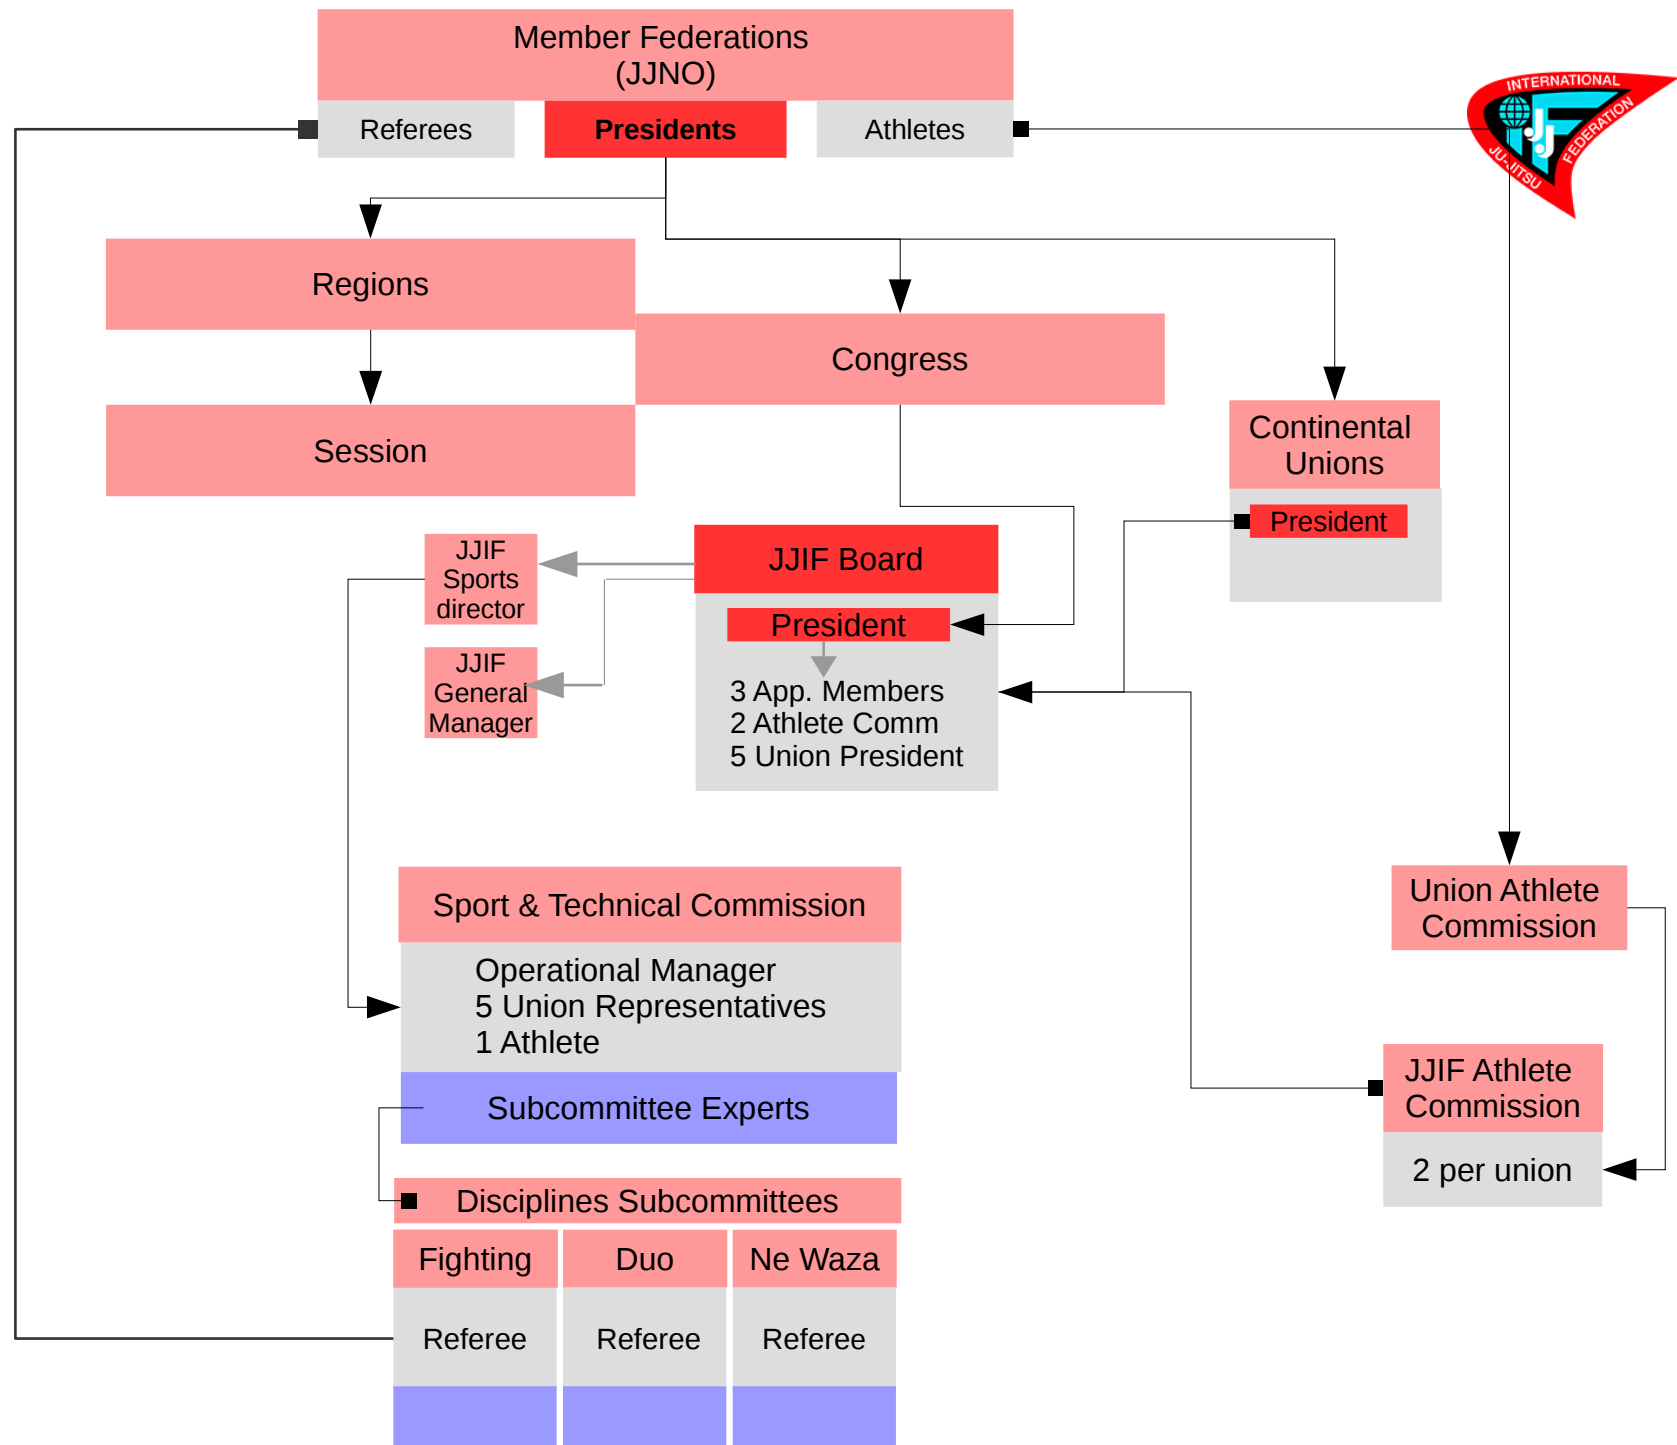 Member Federations
(JJNO)
Referees
Presidents
Athletes
INTERNATIONAL
JU-JITSU
FEDERATION
JJ
Regions
Congress
Session
Continental
Unions
President
JJIF
Sports
director
JJIF Board
President
JJIF
General
Manager
3 App. Members
2 Athlete Comm
5 Union President
Sport & Technical Commission
Operational Manager
5 Union Representatives
1 Athlete
Subcommittee Experts
Union Athlete
Commission
JJIF Athlete
Commission
2 per union
Disciplines Subcommittees
Fighting
Duo
Ne Waza
Referee
Referee
Referee